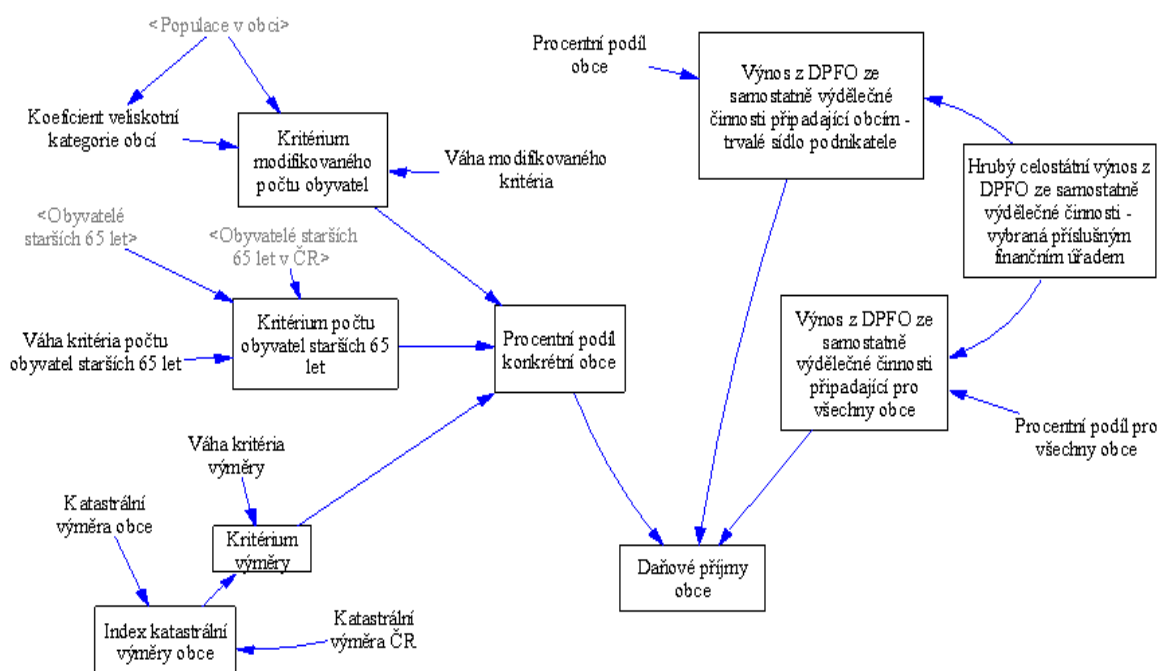 <Populace v obci>
Koeficient veliskotní
kategorie obcí
Kritérium
modifikovaného
počtu obyvatel
Váha modifikovaného
kritéria
<Obyvatelé
starších 65 let>
<Obyvatelé starších
65 let v ČR>
Váha kritéria počtu
obyvatel starších 65 let
Kritérium počtu
obyvatel starších 65
let
Procentní podíl
konkrétní obce
Váha kritéria
výměry
Katastrální
výměra obce
Kritérium
výměry
Index katastrální
výměry obce
Katastrální
výměra ČR
Procentní podíl
obce
Výnos z DPFO ze
samostatně výdělečné
činnosti připadající obcím -
trvalé sídlo podnikatele
Hrubý celostátní výnos z
DPFO ze samostatně
výdělečné činnosti -
vybraná příslušným
finančním úřadem
Výnos z DPFO ze
samostatně
výdělečné činnosti
připadající pro
všechny obce
Procentní podíl pro
všechny obce
Daňové příjmy
obce